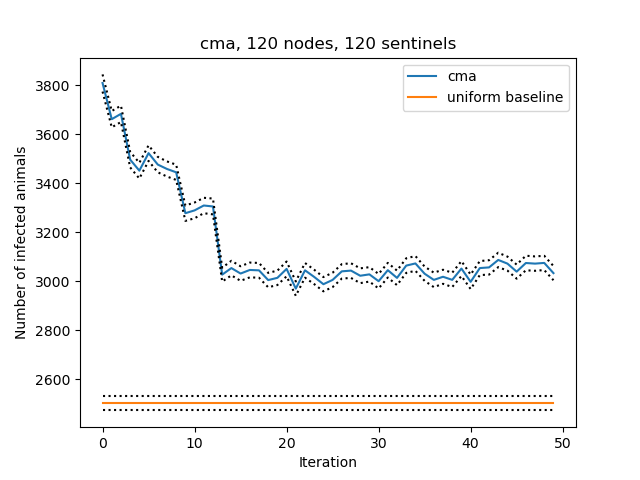 cma, 120 nodes, 120 sentinels
cma
uniform baseline
3800
3600
3400
3200
3000
2800
2600
Number of infected animals
0 10 20 30 40 50
Iteration